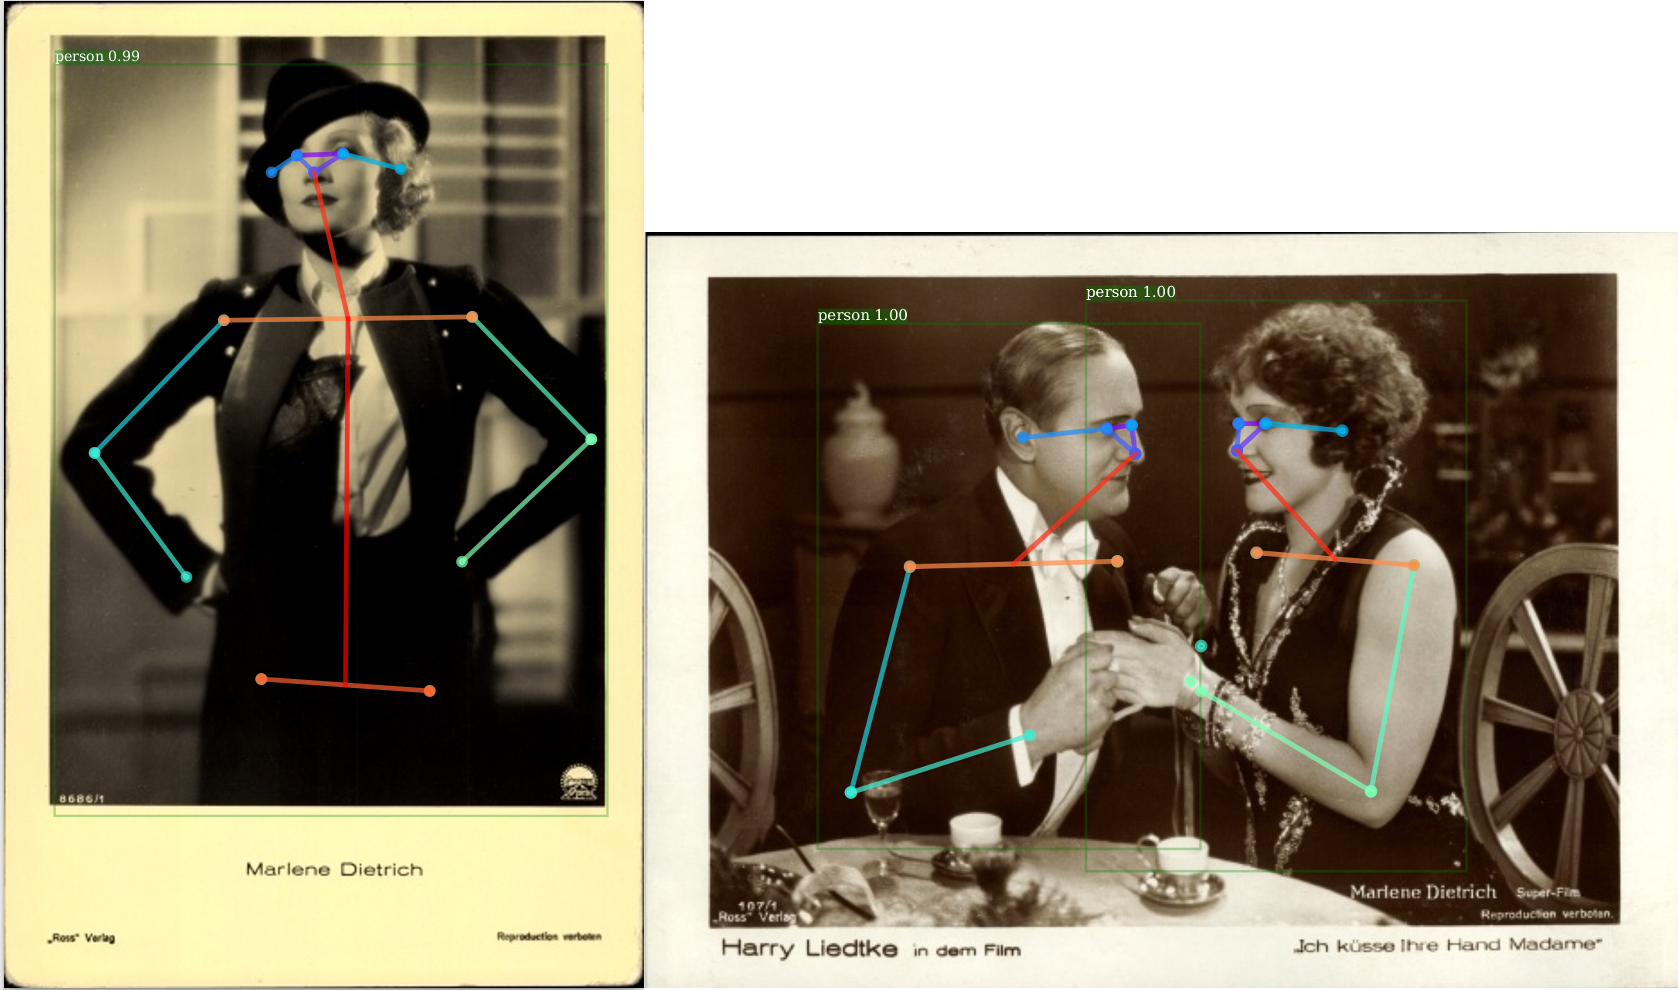 person 0.99
8686/1
Marlene Dietrich
„Ross" Verlag
Reproduction verboten
person 1.00
person 1.00
Marlene Dietrich Super-Film
107/1
„Ross" Verlag
Reproduction verboten.
Harry Liedtke in dem Film
„Ich küsse Ihre Hand Madame"